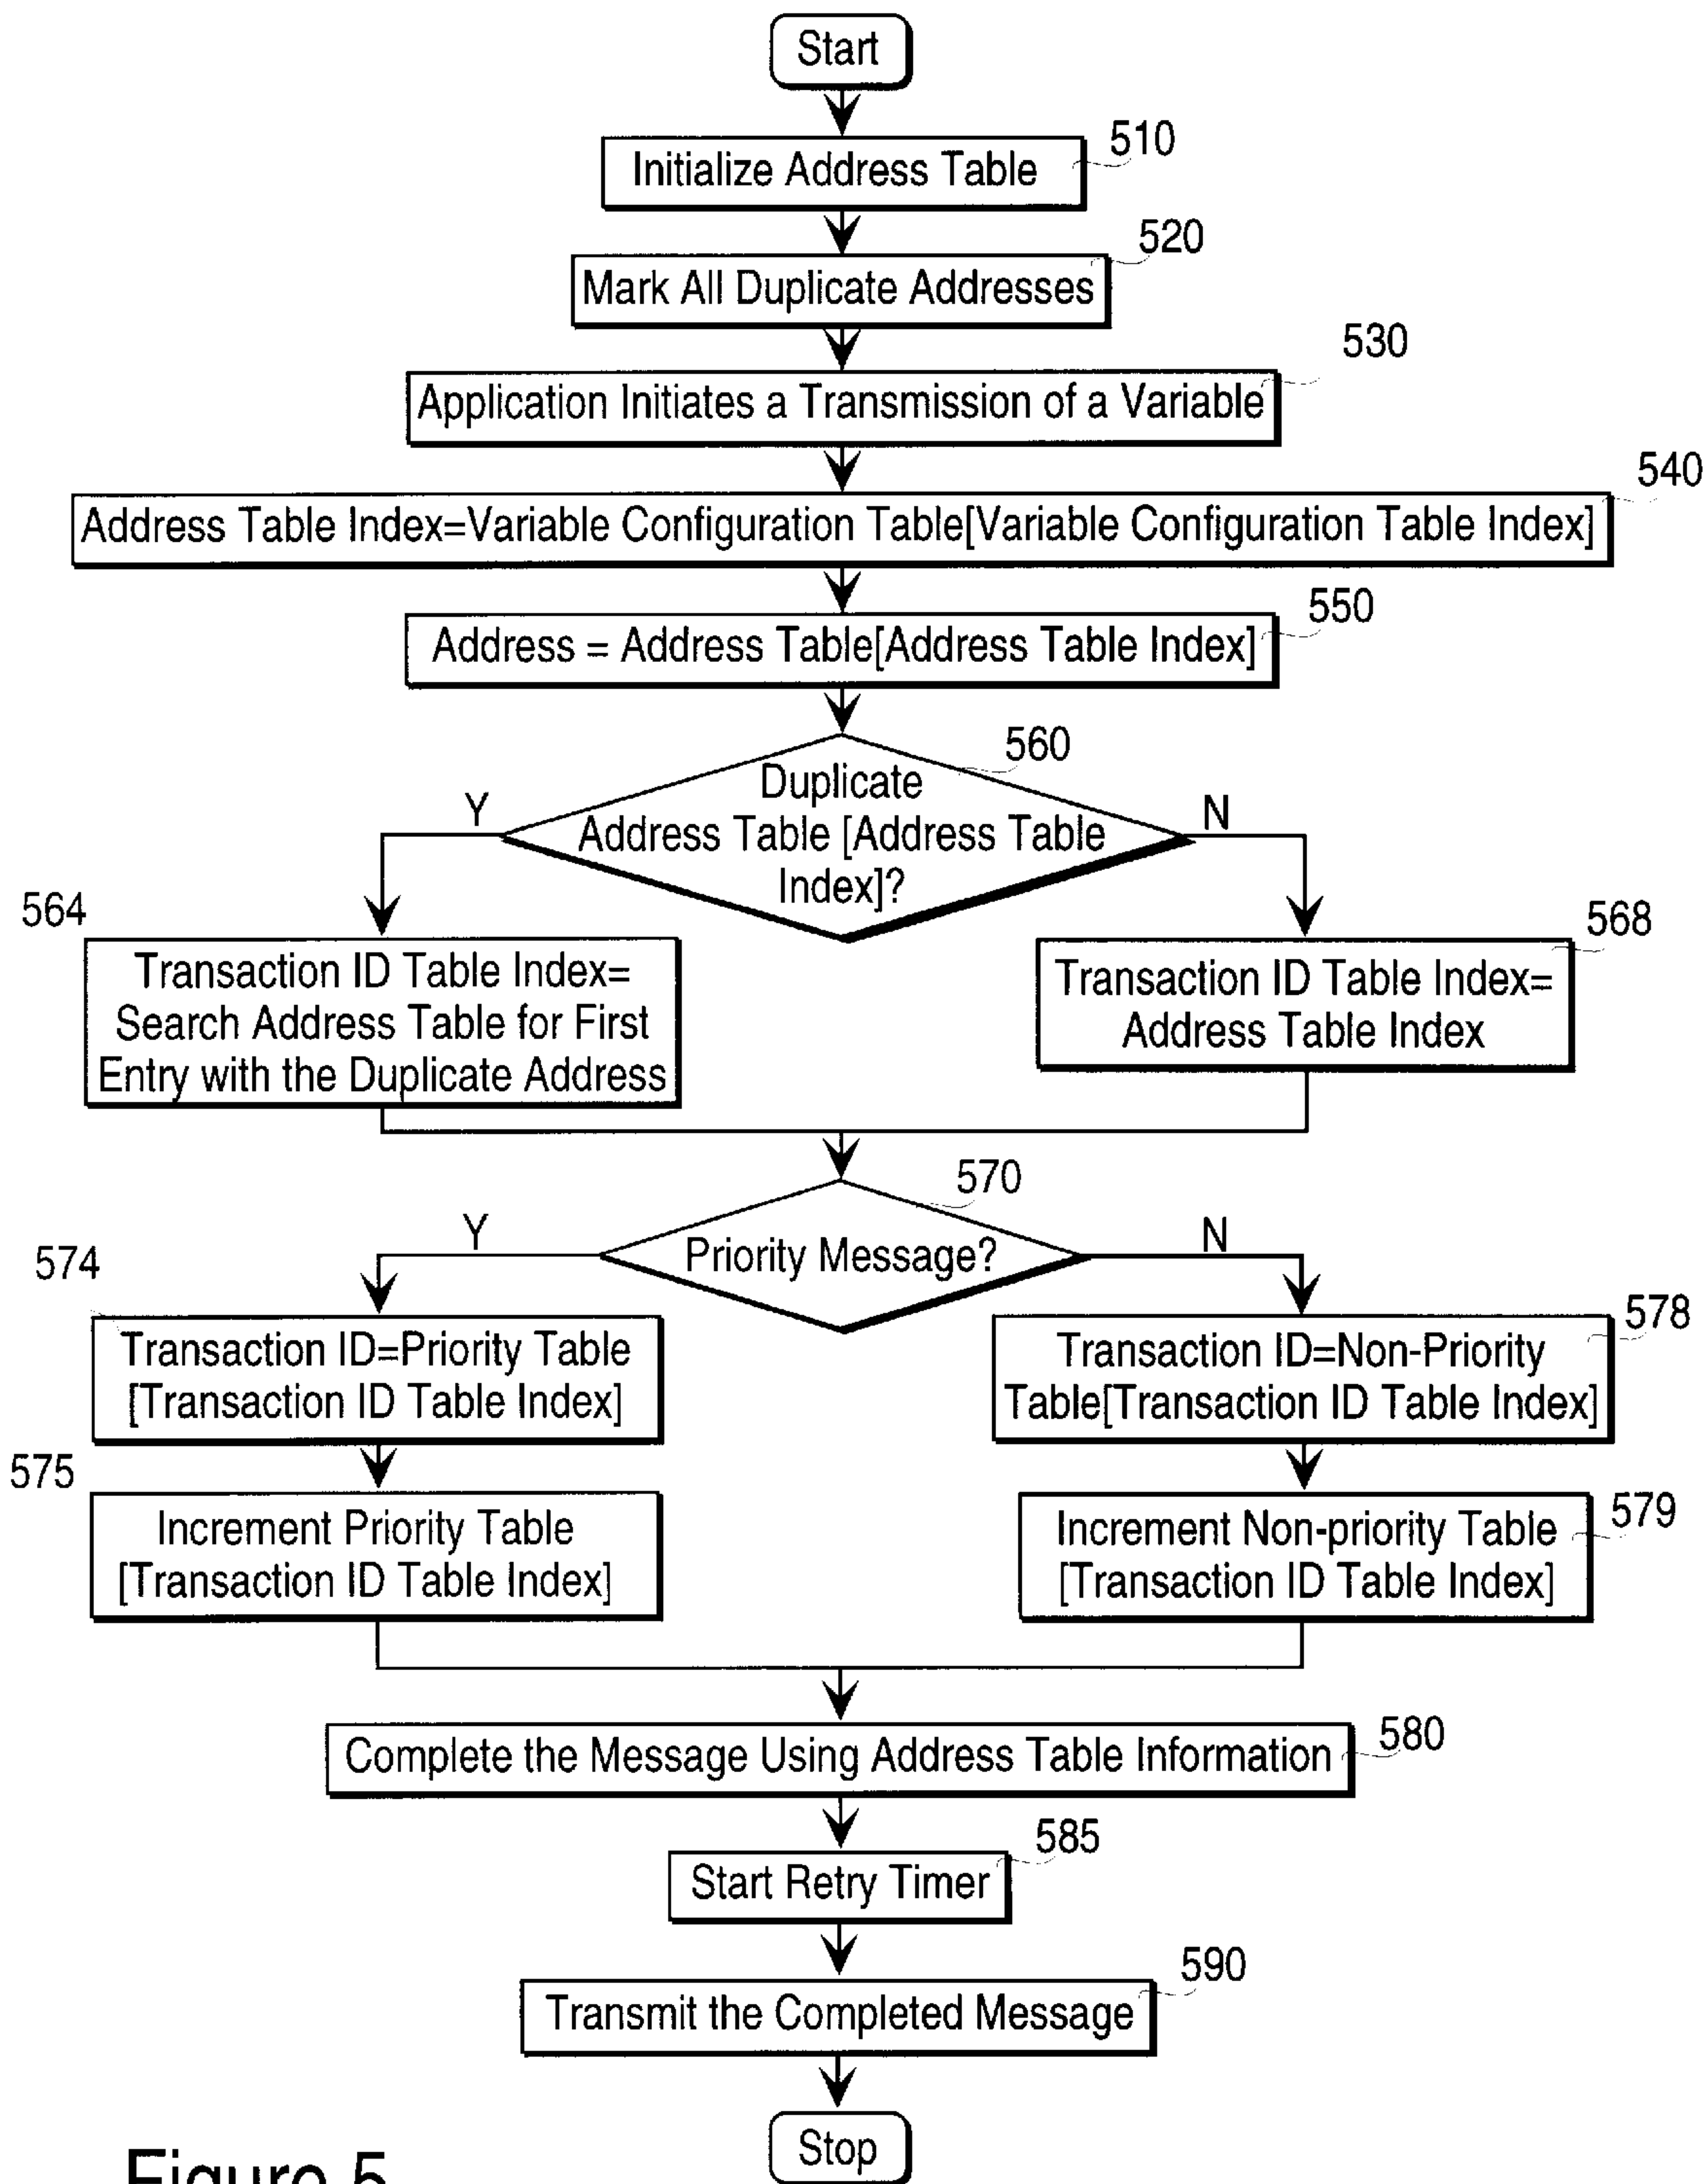 Start
510
Initialize Address Table
520
Mark All Duplicate Addresses
530
Application Initiates a Transmission of a Variable
540
Address Table Index=Variable Configuration Table[Variable Configuration Table Index]
550
Address = Address Table[Address Table Index]
560
Duplicate
Address Table [Address Table
Index]?
Y
N
564
Transaction ID Table Index=
Search Address Table for First
Entry with the Duplicate Address
568
Transaction ID Table Index=
Address Table Index
570
Priority Message?
Y
N
574
Transaction ID=Priority Table
[Transaction ID Table Index]
578
Transaction ID=Non-Priority
Table[Transaction ID Table Index]
575
Increment Priority Table
[Transaction ID Table Index]
579
Increment Non-priority Table
[Transaction ID Table Index]
580
Complete the Message Using Address Table Information
585
Start Retry Timer
590
Transmit the Completed Message
Stop
Figure 5